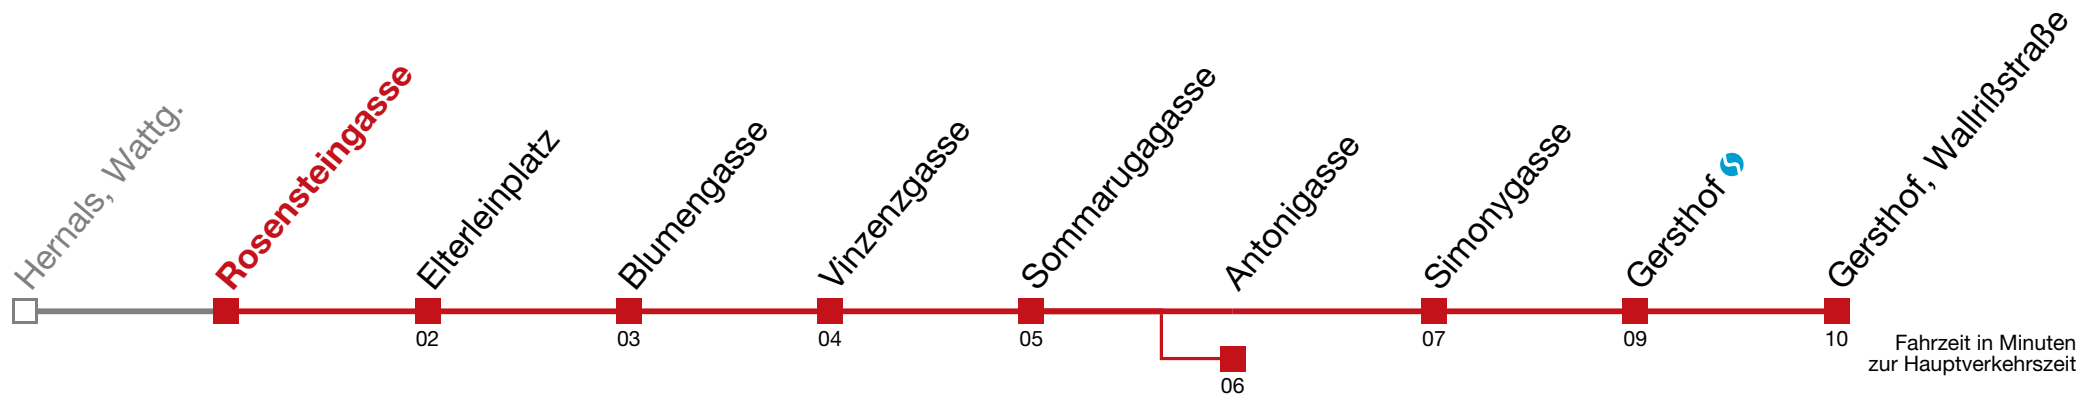 Hernals, Wattg.
Rosensteingasse
Elterleinplatz
Blumengasse
Vinzenzgasse
Sommarugagasse
Antonigasse
Simonygasse
Gersthof
Gersthof, Wallrißstraße
02
03
04
05
06
07
09
10
Fahrzeit in Minuten
zur Hauptverkehrszeit